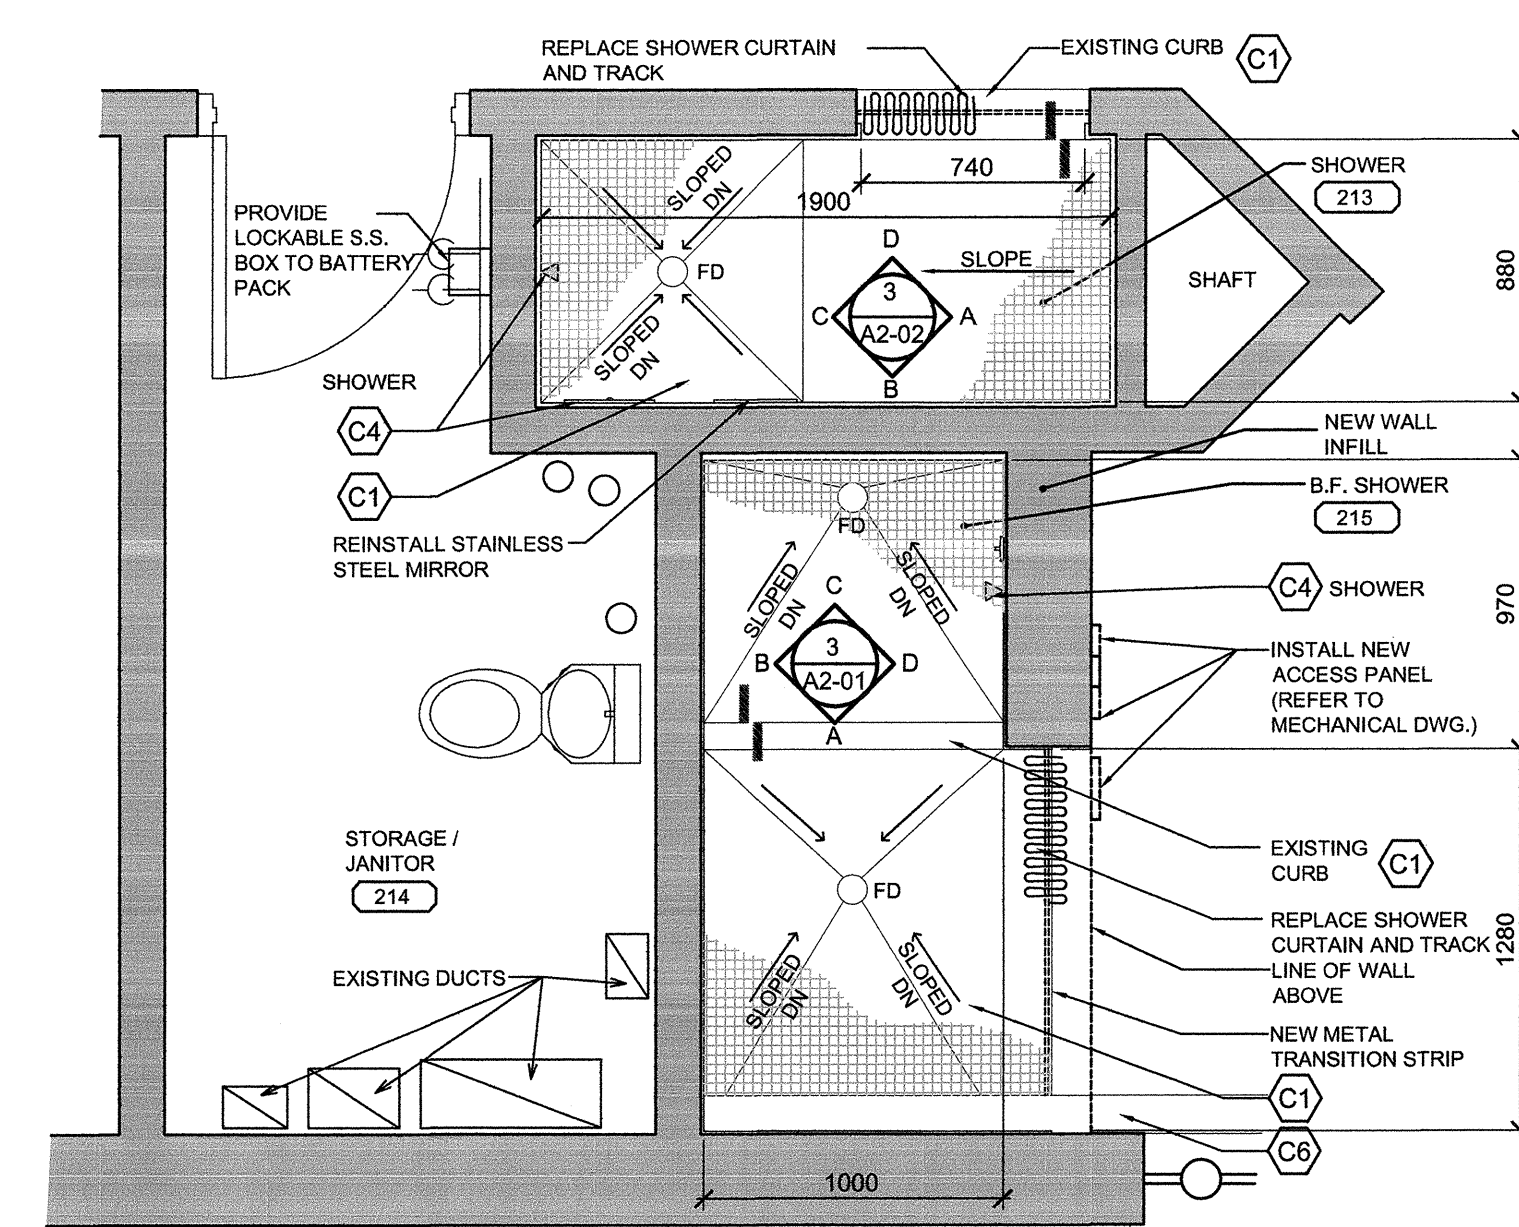 REPLACE SHOWER CURTAIN
AND TRACK
EXISTING CURB
C1
740
1900
SLOPED
DN
FD
SLOPED
DN
SLOPE
D
3
C
A
A2-02
B
SHOWER
213
SHAFT
880
PROVIDE
LOCKABLE S.S.
BOX TO BATTERY
PACK
SHOWER
C4
C1
REINSTALL STAINLESS
STEEL MIRROR
NEW WALL
INFILL
B.F. SHOWER
215
FD
SLOPED
DN
SLOPED
DN
C
3
B
D
A2-01
A
C4
SHOWER
970
INSTALL NEW
ACCESS PANEL
(REFER TO
MECHANICAL DWG.)
STORAGE /
JANITOR
214
FD
EXISTING
CURB
C1
REPLACE SHOWER
CURTAIN AND TRACK
1280
LINE OF WALL
ABOVE
EXISTING DUCTS
SLOPED
DN
SLOPED
DN
NEW METAL
TRANSITION STRIP
C1
C6
1000